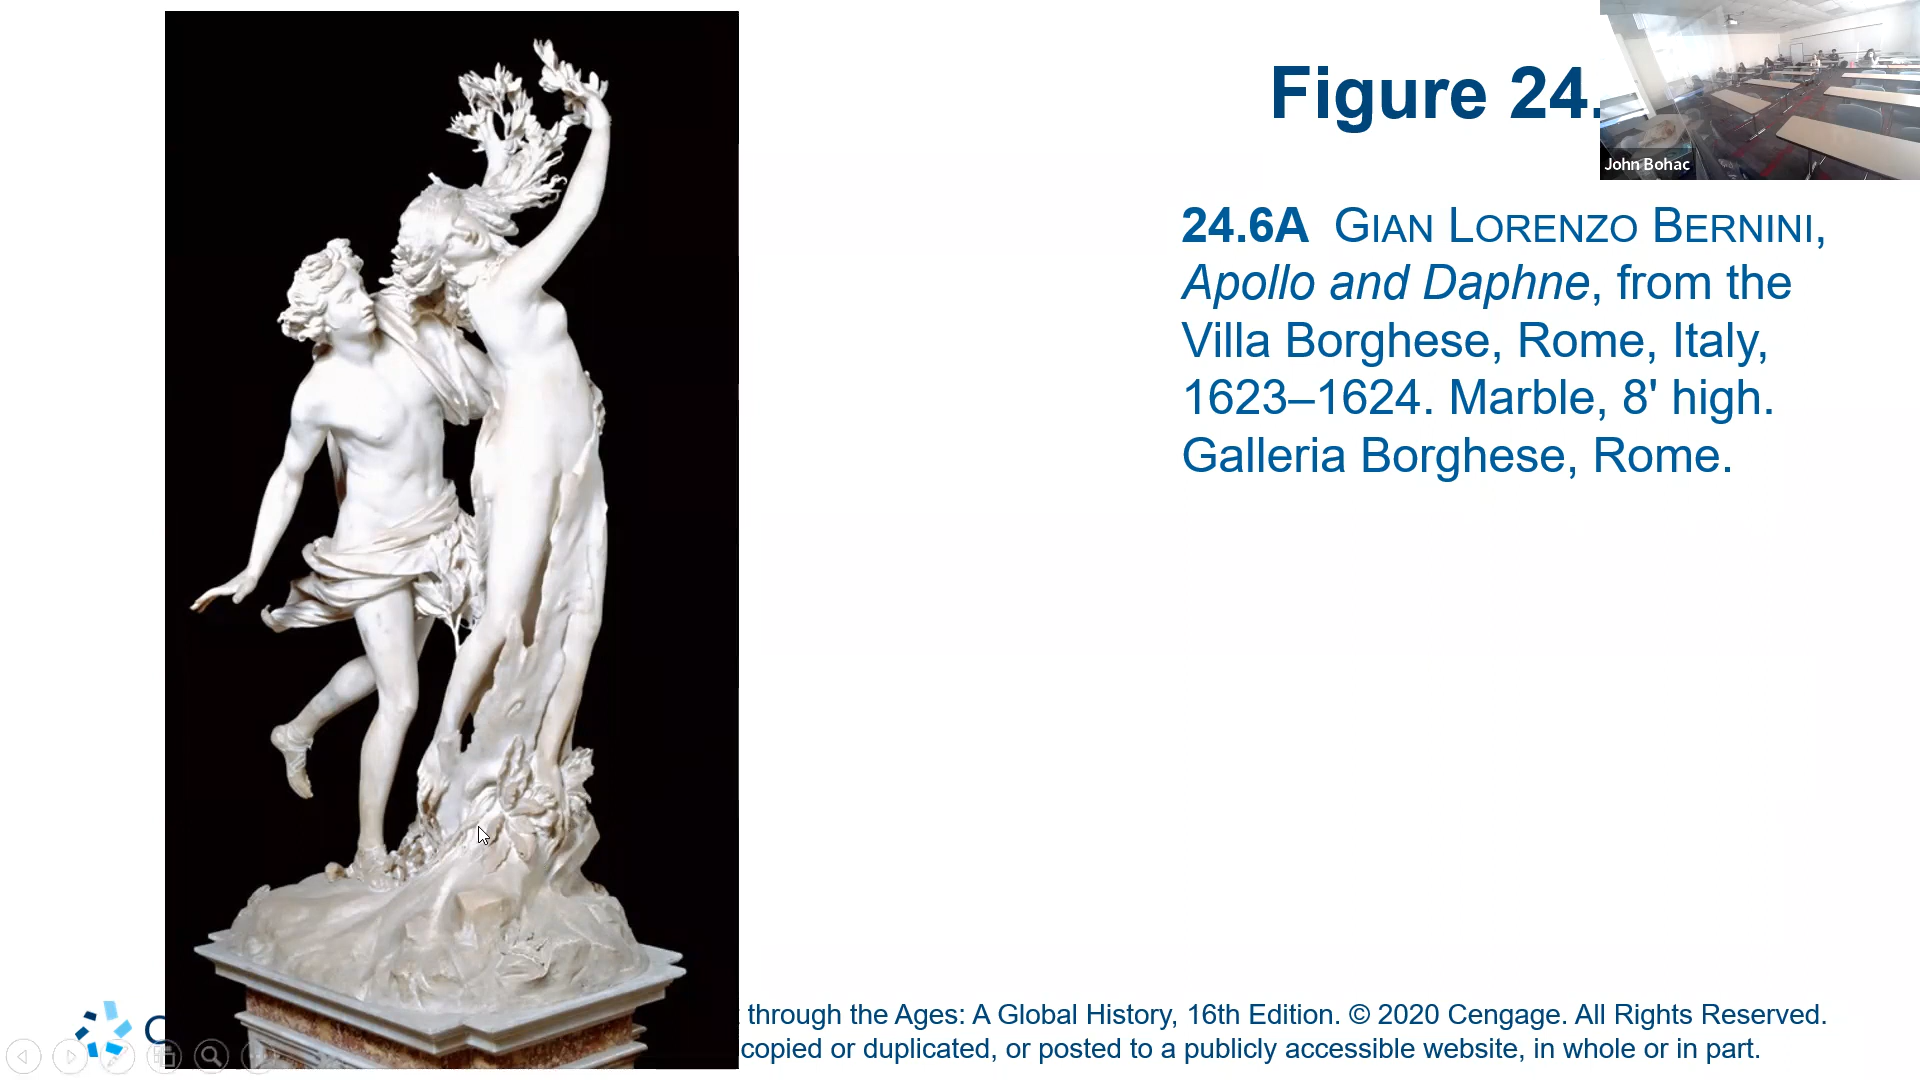 Figure 24.
John Bohac
24.6A GIAN LORENZO BERNINI,
Apollo and Daphne, from the
Villa Borghese, Rome, Italy,
1623–1624. Marble, 8' high.
Galleria Borghese, Rome.
through the Ages: A Global History, 16th Edition. © 2020 Cengage. All Rights Reserved.
copied or duplicated, or posted to a publicly accessible website, in whole or in part.